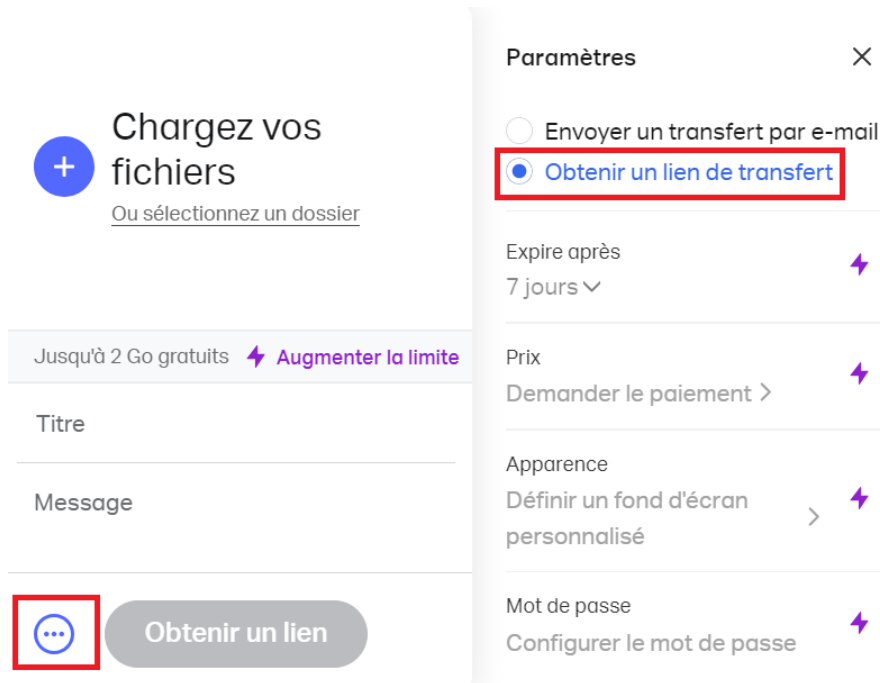 Chargez vos
fichiers
Ou sélectionnez un dossier
Jusqu'à 2 Go gratuits Augmenter la limite
Titre
Message
Obtenir un lien
Paramètres
Envoyer un transfert par e-mail
Obtenir un lien de transfert
Expire après
7 jours
Prix
Demander le paiement
Apparence
Définir un fond d'écran
personnalisé
Mot de passe
Configurer le mot de passe